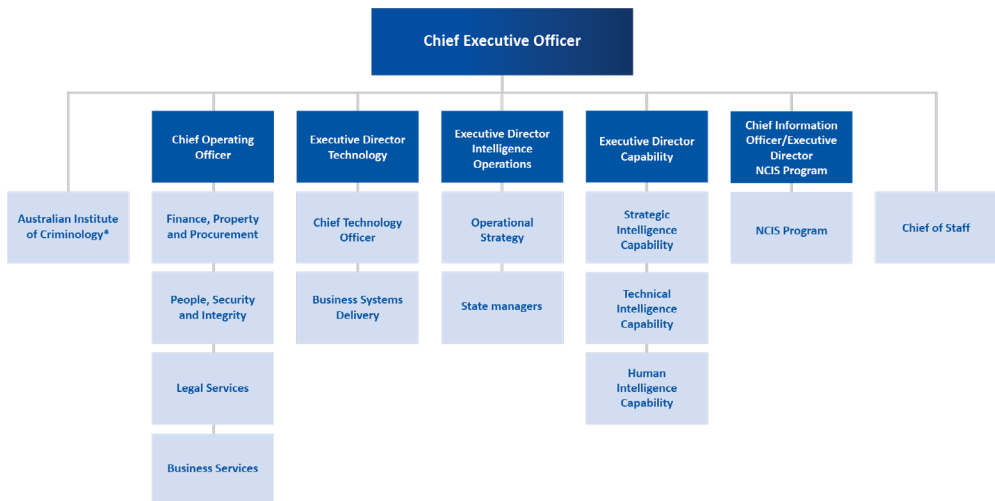 Chief Executive Officer
Chief Operating
Officer
Executive Director
Technology
Executive Director
Intelligence
Operations
Executive Director
Capability
Chief Information
Officer/Executive
Director
NCIS Program
Australian Institute
of Criminology*
Finance, Property
and Procurement
Chief Technology
Officer
Operational
Strategy
Strategic
Intelligence
Capability
NCIS Program
Chief of Staff
People, Security
and Integrity
Business Systems
Delivery
State managers
Technical
Intelligence
Capability
Legal Services
Human
Intelligence
Capability
Business Services